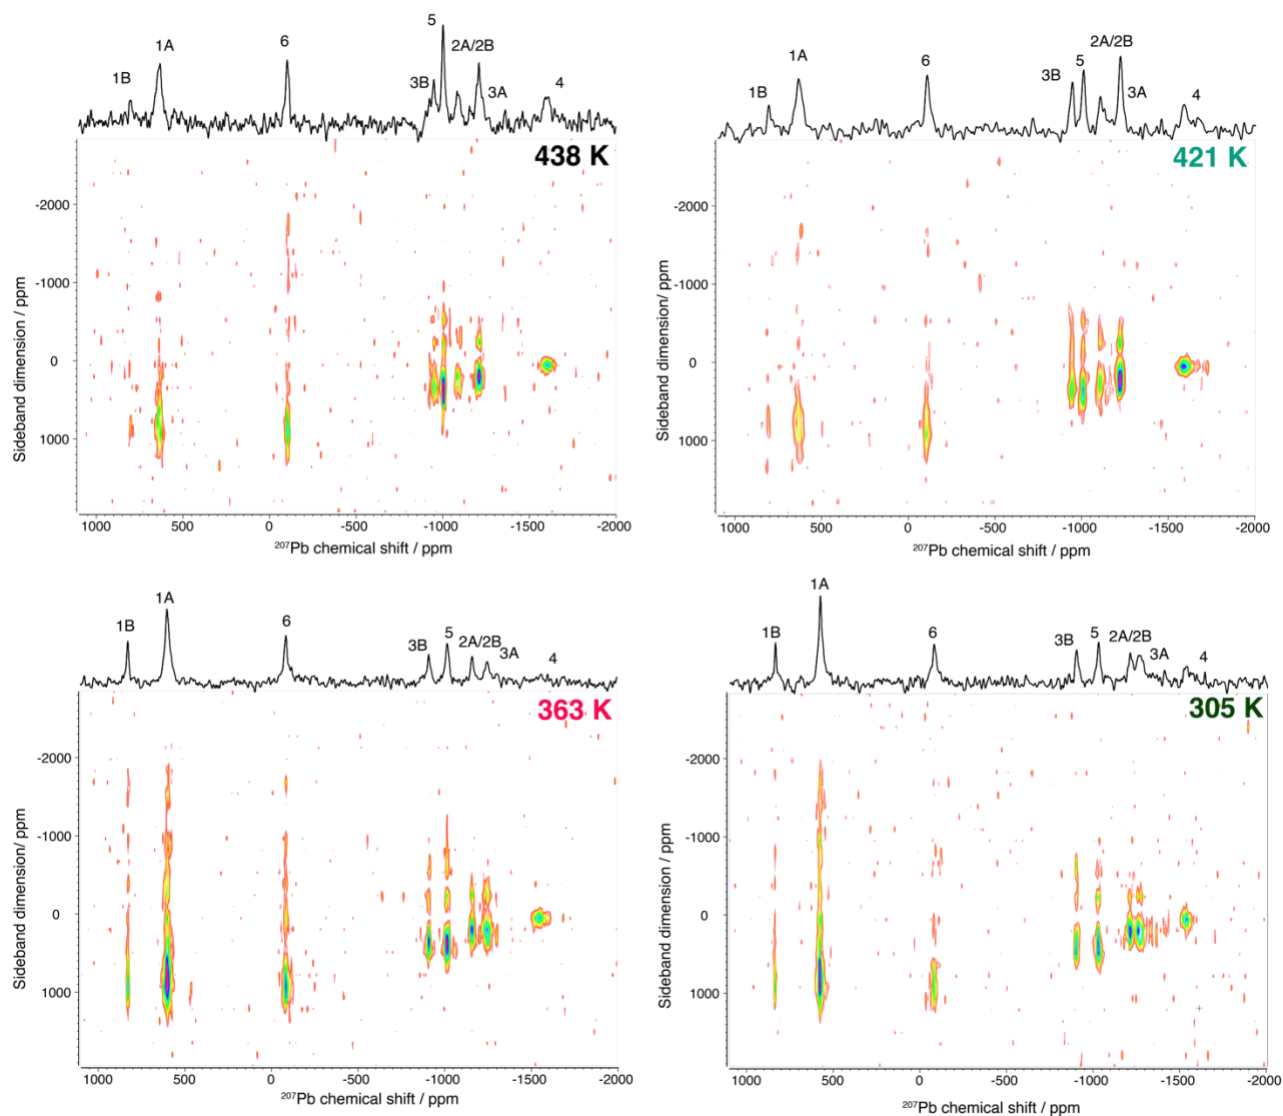 5
1A
6
2A/2B
1B
3B
3A
4
438 K
-2000
-1000
0
1000
Sideband dimension / ppm
1000
500
0
-500
-1000
-1500
-2000
207Pb chemical shift / ppm
2A/2B
1A
6
5
3B
1B
3A
4
421 K
-2000
-1000
0
1000
Sideband dimension/ ppm
1000
500
0
-500
-1000
-1500
-2000
207Pb chemical shift / ppm
1A
1B
6
5
3B
2A/2B
3A
4
363 K
-2000
-1000
0
1000
Sideband dimension/ ppm
1000
500
0
-500
-1000
-1500
-2000
207Pb chemical shift / ppm
1A
1B
6
3B
5
2A/2B
3A
4
305 K
-2000
-1000
0
1000
Sideband dimension / ppm
1000
500
0
-500
-1000
-1500
-2000
207Pb chemical shift / ppm